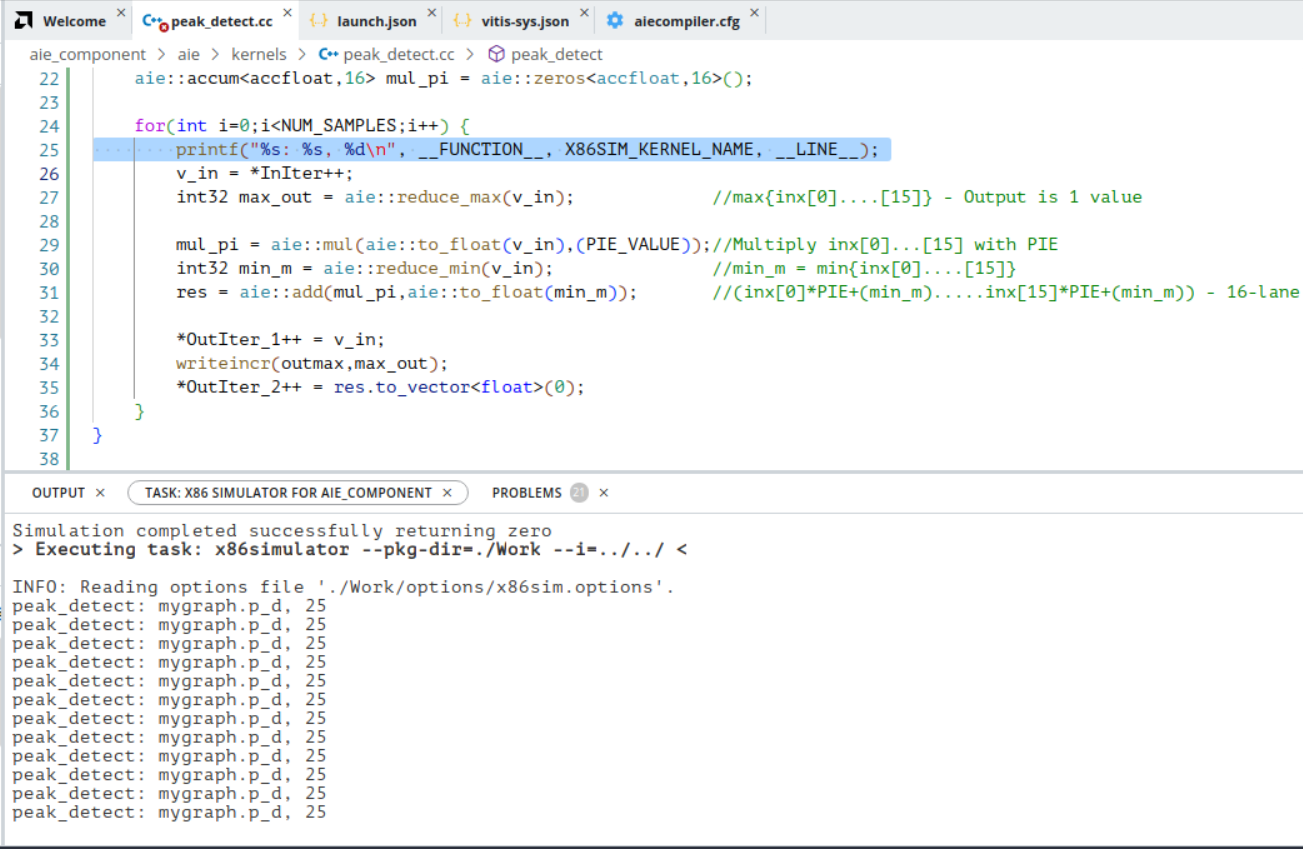 Welcome × C++ peak_detect.cc × {} launch.json × {} vitis-sys.json × aiecompiler.cfg ×
aie_component > aie > kernels > C++ peak_detect.cc > peak_detect
22 aie::accum<accfloat,16> mul_pi = aie::zeros<accfloat,16>();
23
24 for(int i=0;i<NUM_SAMPLES;i++) {
25 printf("%s: %s, %d\n", __FUNCTION__, X86SIM_KERNEL_NAME, __LINE__);
26 v_in = *InIter++;
27 int32 max_out = aie::reduce_max(v_in); //max{inx[0]....[15]} - Output is 1 value
28
29 mul_pi = aie::mul(aie::to_float(v_in),(PIE_VALUE));//Multiply inx[0]...[15] with PIE
30 int32 min_m = aie::reduce_min(v_in); //min_m = min{inx[0]....[15]}
31 res = aie::add(mul_pi,aie::to_float(min_m)); //(inx[0]*PIE+(min_m).....inx[15]*PIE+(min_m)) - 16-lane
32
33 *OutIter_1++ = v_in;
34 writeincr(outmax,max_out);
35 *OutIter_2++ = res.to_vector<float>(0);
36 }
37 }
38
OUTPUT × TASK: X86 SIMULATOR FOR AIE_COMPONENT × PROBLEMS 21 ×
Simulation completed successfully returning zero
> Executing task: x86simulator --pkg-dir=./Work --i=../../ <
INFO: Reading options file './Work/options/x86sim.options'.
peak_detect: mygraph.p_d, 25
peak_detect: mygraph.p_d, 25
peak_detect: mygraph.p_d, 25
peak_detect: mygraph.p_d, 25
peak_detect: mygraph.p_d, 25
peak_detect: mygraph.p_d, 25
peak_detect: mygraph.p_d, 25
peak_detect: mygraph.p_d, 25
peak_detect: mygraph.p_d, 25
peak_detect: mygraph.p_d, 25
peak_detect: mygraph.p_d, 25
peak_detect: mygraph.p_d, 25